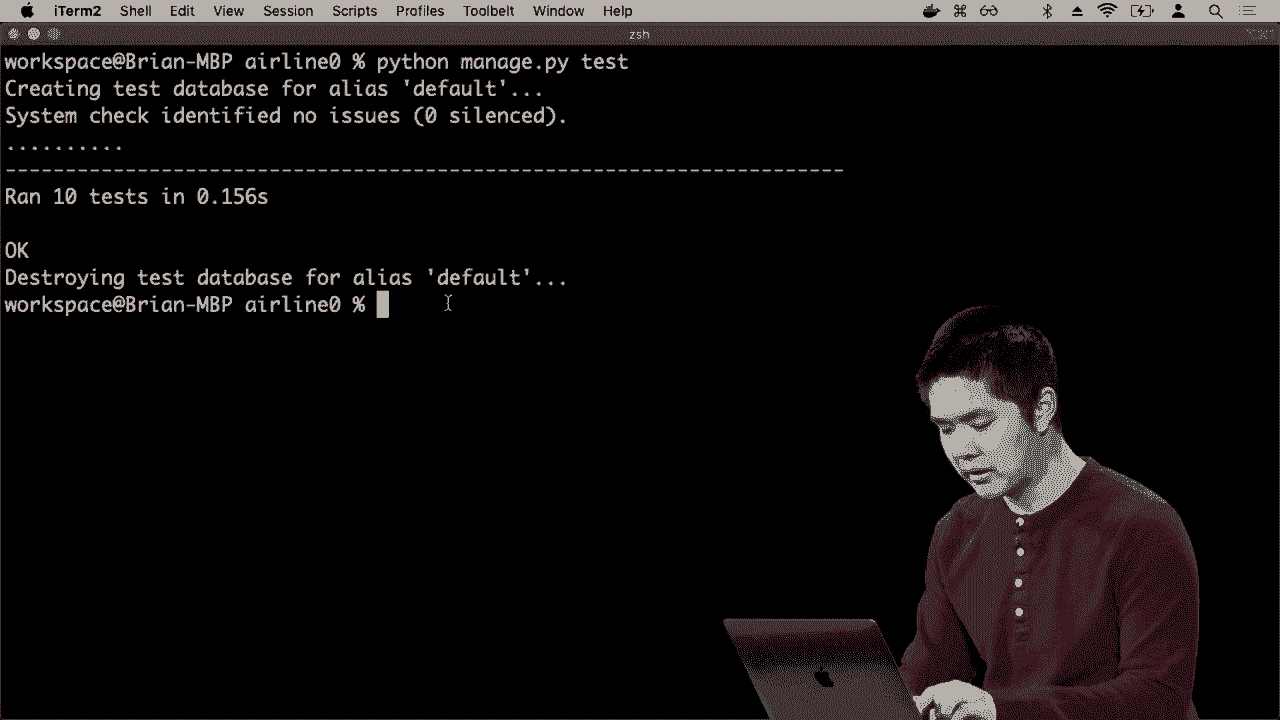 iTerm2 Shell Edit View Session Scripts Profiles Toolbelt Window Help
zsh
workspace@Brian-MBP airline0 % python manage.py test
Creating test database for alias 'default'...
System check identified no issues (0 silenced).
..........
----------------------------------------------------------------------
Ran 10 tests in 0.156s
OK
Destroying test database for alias 'default'...
workspace@Brian-MBP airline0 %